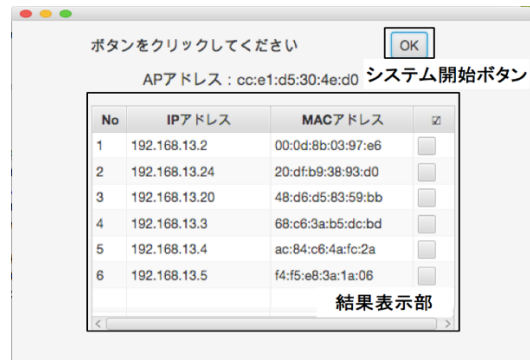 ボタンをクリックしてください OK
APアドレス：cc:e1:d5:30:4e:d0 システム開始ボタン
No IPアドレス MACアドレス ☑
1 192.168.13.2 00:0d:8b:03:97:e6
2 192.168.13.24 20:df:b9:38:93:d0
3 192.168.13.20 48:d6:d5:83:59:bb
4 192.168.13.3 68:c6:3a:b5:dc:bd
5 192.168.13.4 ac:84:c6:4a:fc:2a
6 192.168.13.5 f4:f5:e8:3a:1a:06
結果表示部